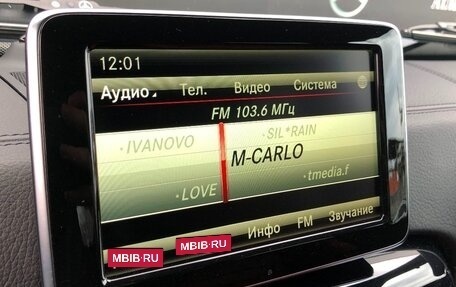 12:01
Аудио Тел. Видео Система
FM 103.6 МГц
·IVANOVO ·SIL*RAIN
M-CARLO
·LOVE ·tmedia.f
Инфо FM Звучание
MBIB·RU MBIB·RU